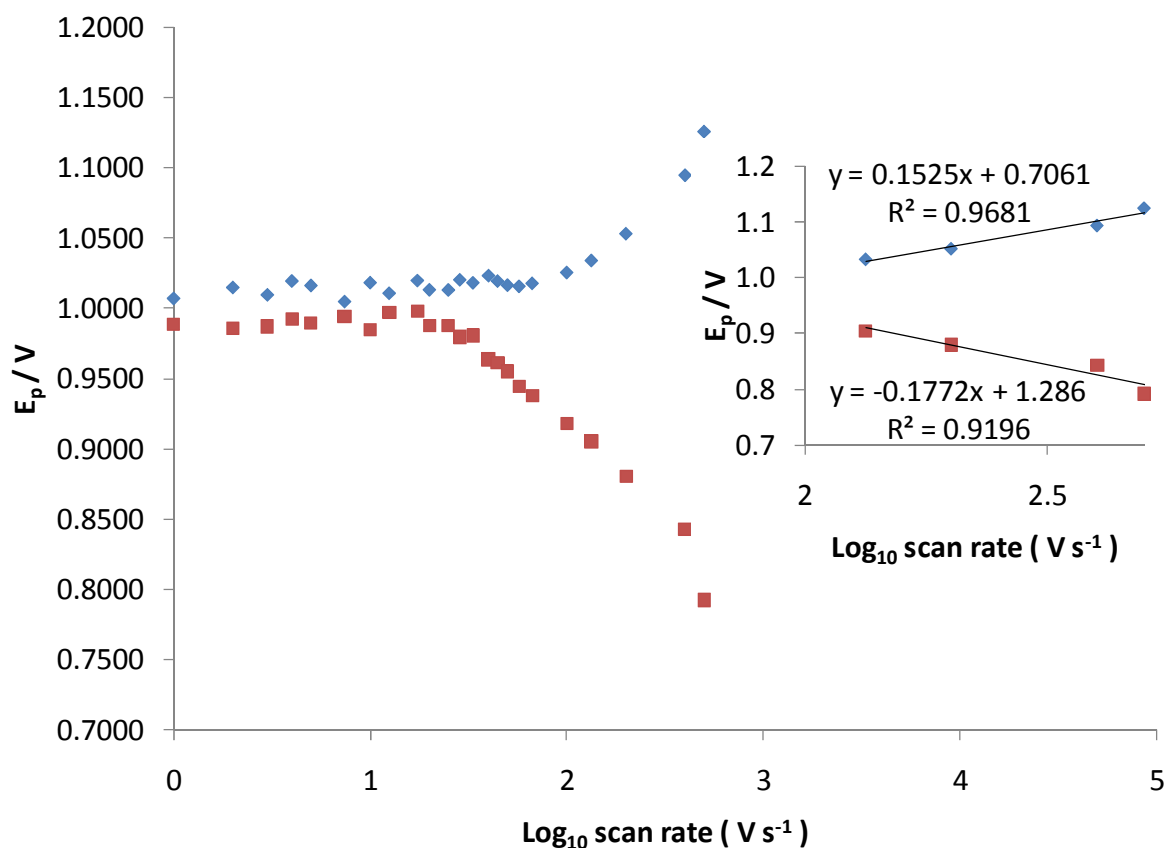 1.2000
1.1500
1.1000
1.0500
1.0000
0.9500
0.9000
0.8500
0.8000
0.7500
0.7000
E_p / V
0 1 2 3 4 5
Log₁₀ scan rate ( V s⁻¹ )
1.2
1.1
1.0
0.9
0.8
0.7
E_p / V
y = 0.1525x + 0.7061
R² = 0.9681
y = -0.1772x + 1.286
R² = 0.9196
2 2.5
Log₁₀ scan rate ( V s⁻¹ )